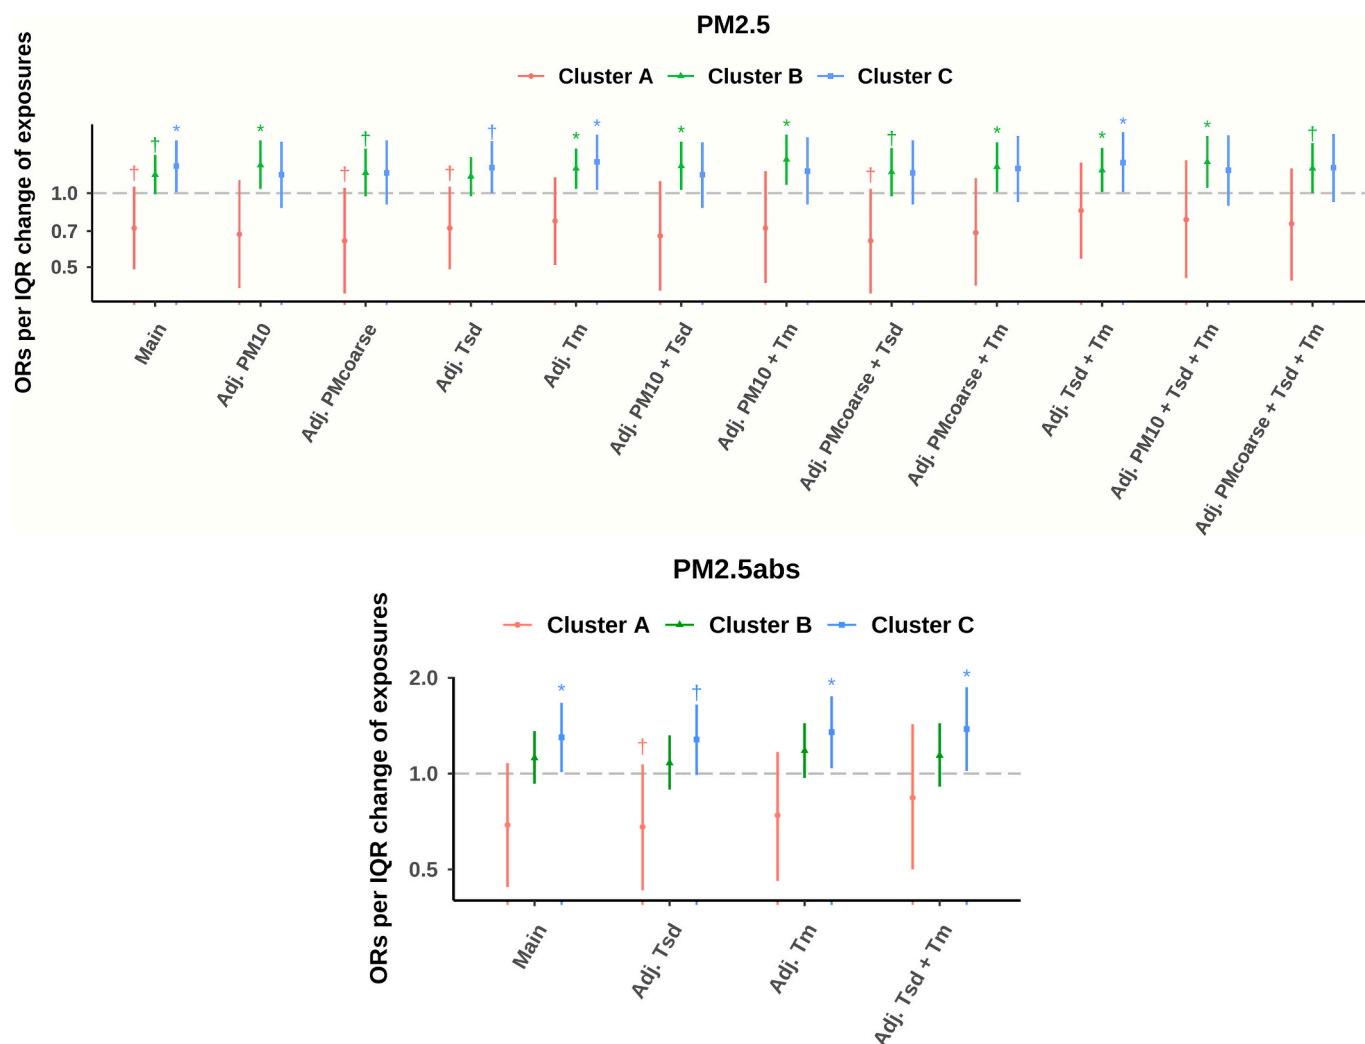 PM2.5
Cluster A Cluster B Cluster C
ORs per IQR change of exposures
† † * * † † † † * * * * † † * * * * *  †
1.0
0.7
0.5
Main
Adj. PM10
Adj. PMcoarse
Adj. Tsd
Adj. Tm
Adj. PM10 + Tsd
Adj. PM10 + Tm
Adj. PMcoarse + Tsd
Adj. PMcoarse + Tm
Adj. Tsd + Tm
Adj. PM10 + Tsd + Tm
Adj. PMcoarse + Tsd + Tm
PM2.5abs
Cluster A Cluster B Cluster C
ORs per IQR change of exposures
* † † * *
2.0
1.0
0.5
Main
Adj. Tsd
Adj. Tm
Adj. Tsd + Tm